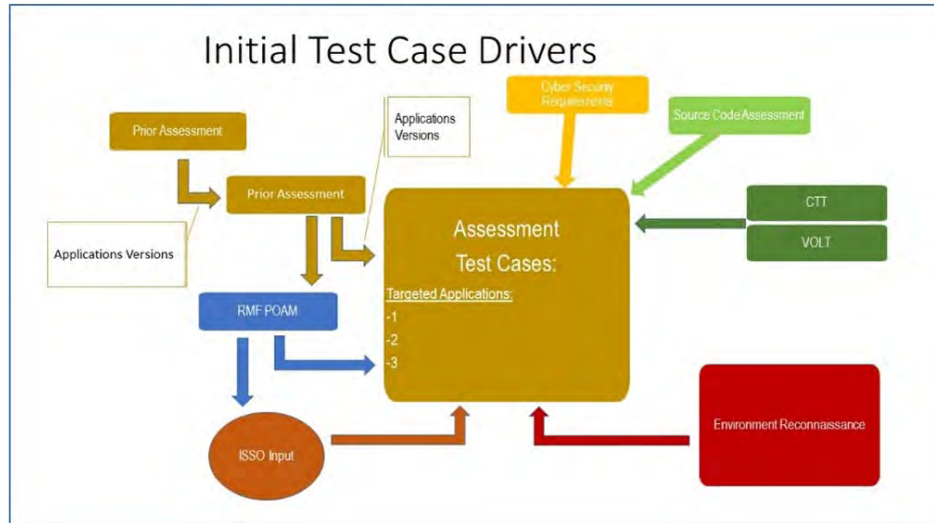 Initial Test Case Drivers
Cyber Security
Requirements
Source Code Assessment
Prior Assessment
Applications
Versions
Prior Assessment
Applications Versions
CTT
VOLT
Assessment
Test Cases:
Targeted Applications:
-1
-2
-3
RMF POAM
ISSO Input
Environment Reconnaissance